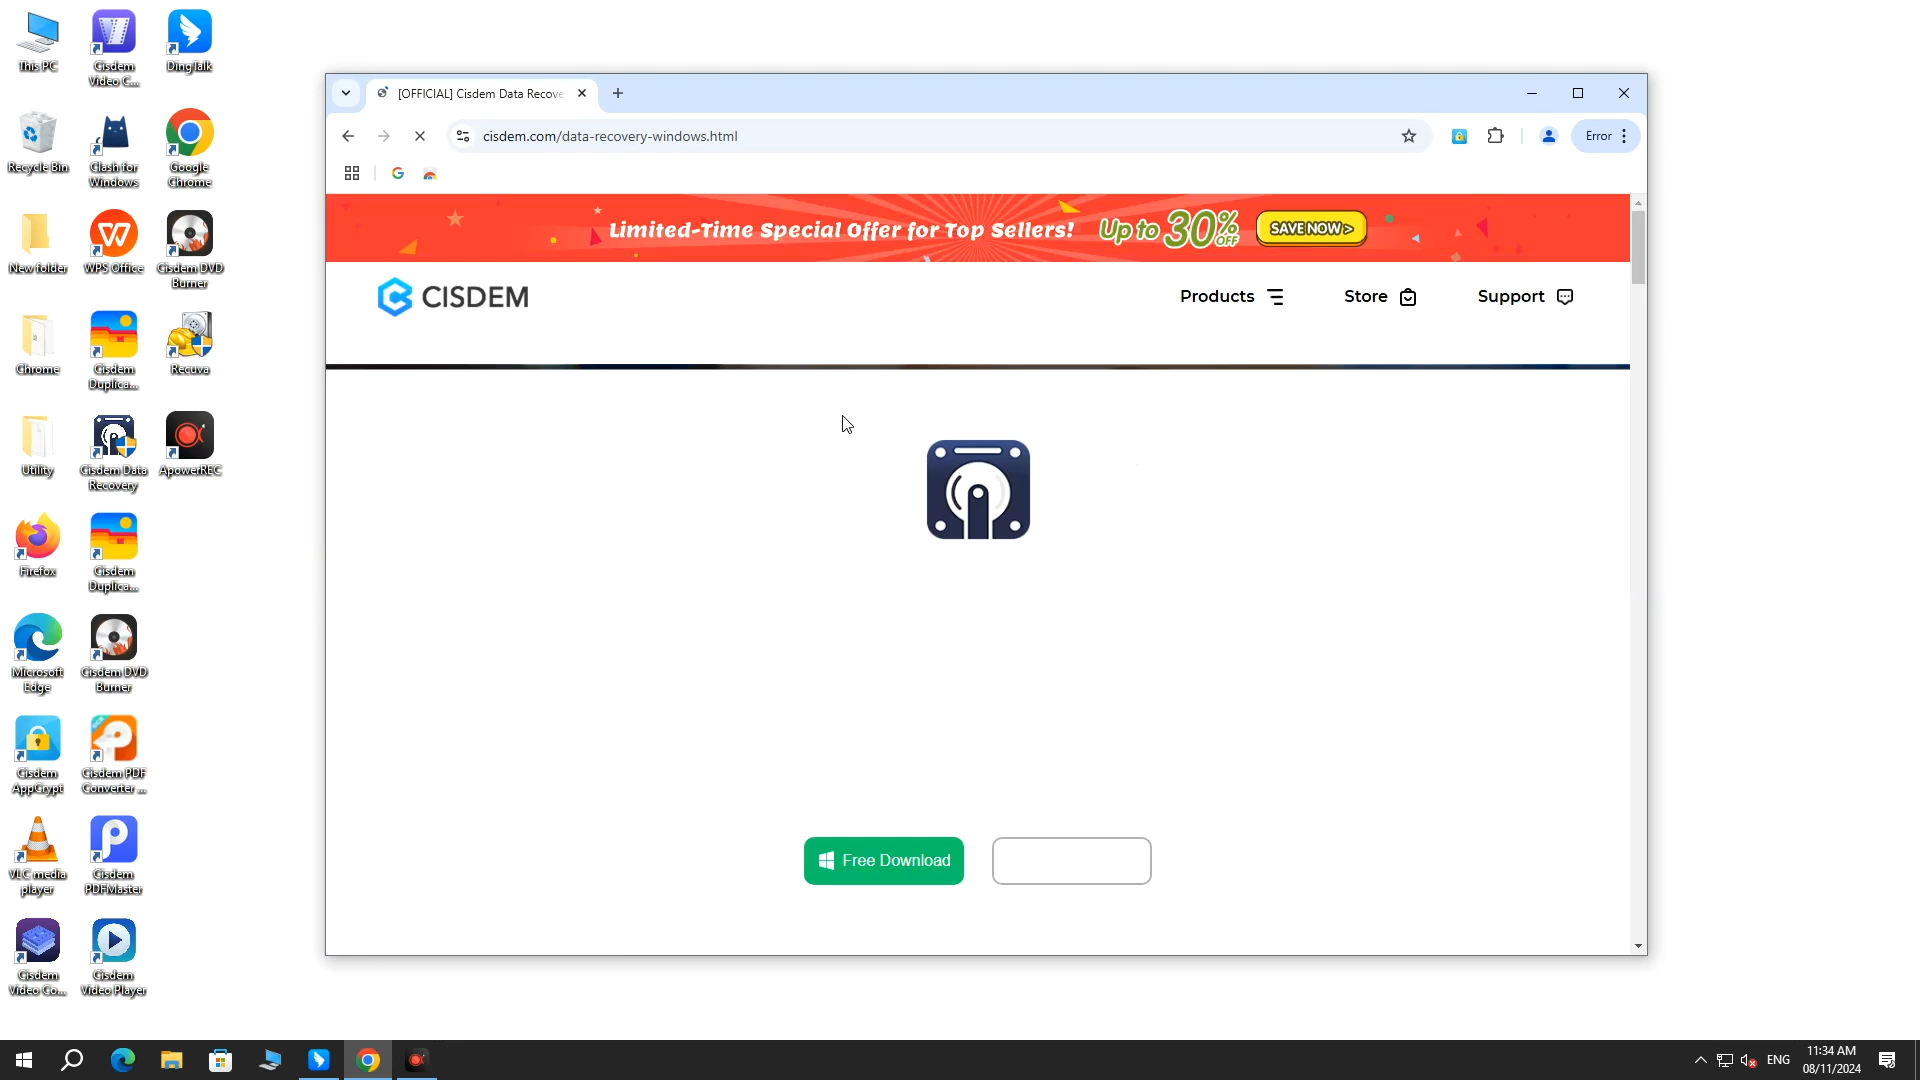 This PC
Cisdem
Video C...
DingTalk
Recycle Bin
Clash for
Windows
Google
Chrome
New folder
WPS Office
Cisdem DVD
Burner
Chrome
Cisdem
Duplica...
Recuva
Utility
Cisdem Data
Recovery
ApowerREC
Firefox
Cisdem
Duplica...
Microsoft
Edge
Cisdem DVD
Burner
Cisdem
AppCrypt
Cisdem PDF
Converter ...
VLC media
player
Cisdem
PDFMaster
Cisdem
Video Co...
Cisdem
Video Player
[OFFICIAL] Cisdem Data Recove
cisdem.com/data-recovery-windows.html
Error
Limited-Time Special Offer for Top Sellers! Up to 30% OFF SAVE NOW >
CISDEM
Products
Store
Support
Free Download
ENG
11:34 AM
08/11/2024